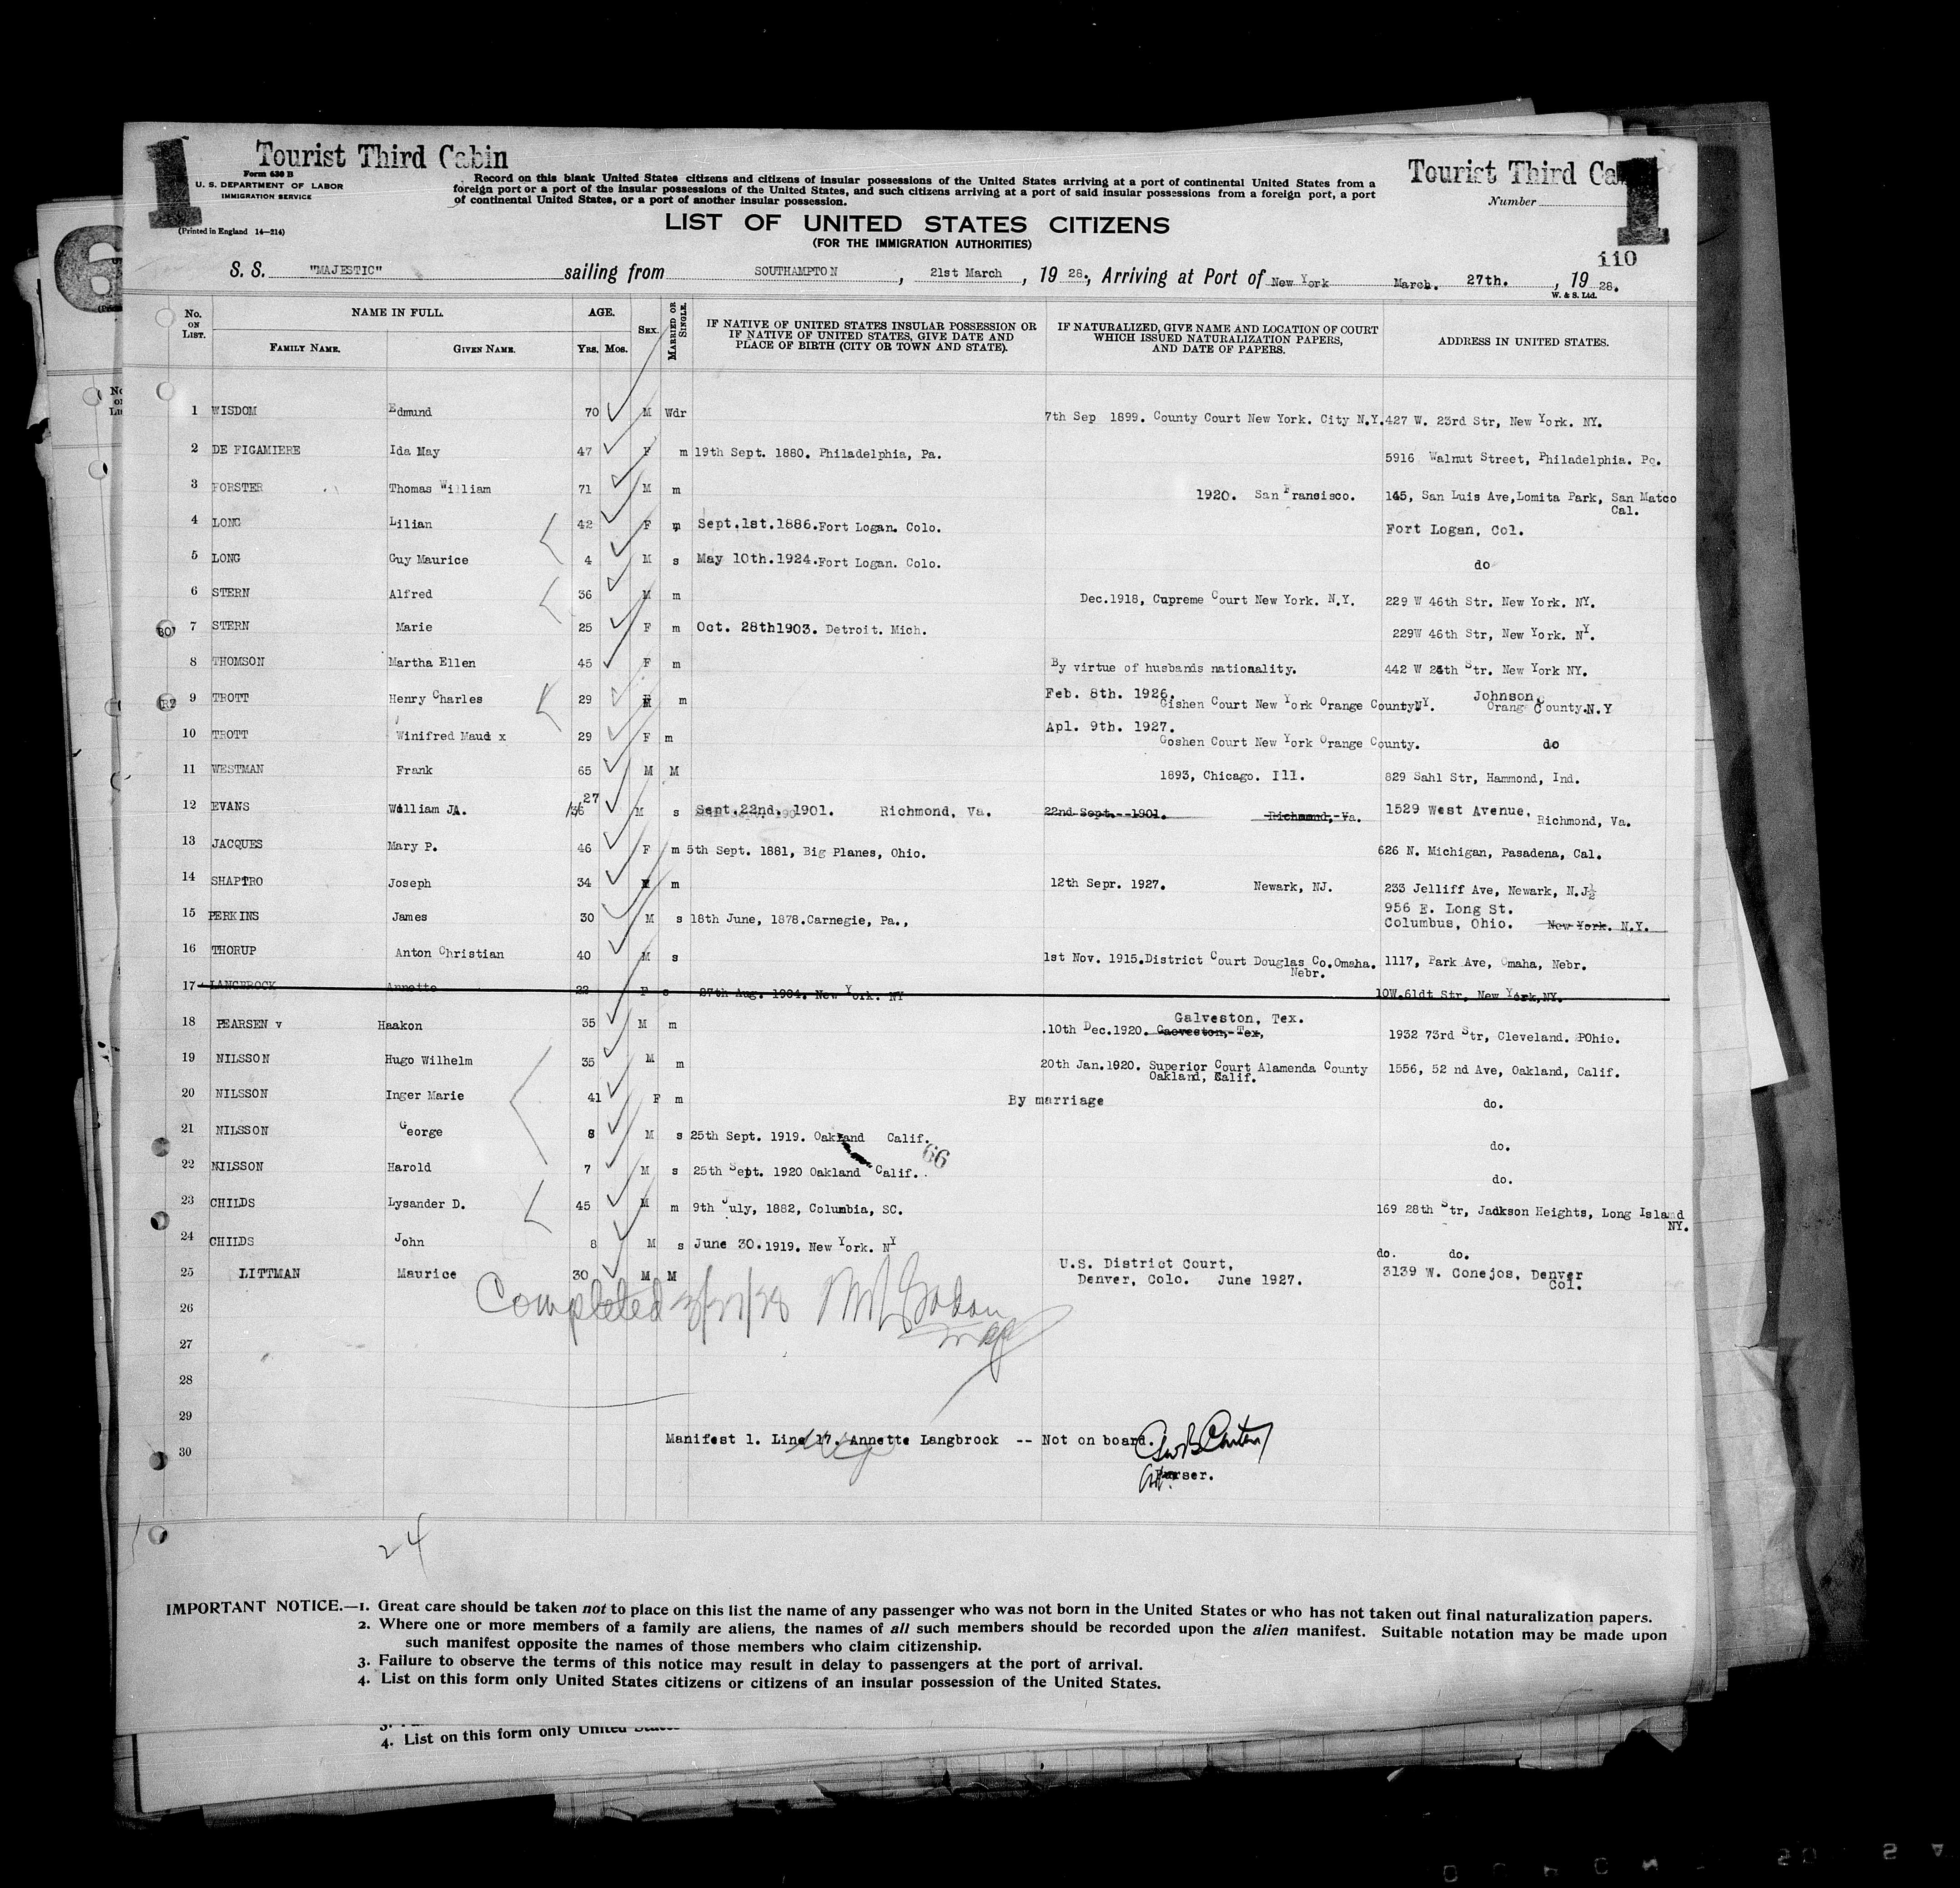 1 Tourist Third Cabin
Form 630 B
U. S. DEPARTMENT OF LABOR
IMMIGRATION SERVICE
(Printed in England 14—214)
Record on this blank United States citizens and citizens of insular possessions of the United States arriving at a port of continental United States from a
foreign port or a port of the insular possessions of the United States, and such citizens arriving at a port of said insular possessions from a foreign port, a port
of continental United States, or a port of another insular possession.
Tourist Third Ca 1
Number
LIST OF UNITED STATES CITIZENS
(FOR THE IMMIGRATION AUTHORITIES)
110
S. S. "MAJESTIC" sailing from SOUTHAMPTON, 21st March, 19 28., Arriving at Port of New York March. 27th., 19 28.
W. & S. Ltd.
No. ON LIST. NAME IN FULL. FAMILY NAME. GIVEN NAME. AGE. YRS. MOS. SEX. MARRIED OR SINGLE. IF NATIVE OF UNITED STATES INSULAR POSSESSION OR IF NATIVE OF UNITED STATES, GIVE DATE AND PLACE OF BIRTH (CITY OR TOWN AND STATE). IF NATURALIZED, GIVE NAME AND LOCATION OF COURT WHICH ISSUED NATURALIZATION PAPERS, AND DATE OF PAPERS. ADDRESS IN UNITED STATES.
1 WISDOM Edmund 70 M Wdr 7th Sep 1899. County Court New York. City N.Y. 427 W. 23rd Str, New York. NY.
2 DE FIGAMIERE Ida May 47 F m 19th Sept. 1880. Philadelphia, Pa. 5916 Walnut Street, Philadelphia. Pa.
3 FORSTER Thomas William 71 M m 1920. San Francisco. 145, San Luis Ave, Lomita Park, San Matco Cal.
4 LONG Lilian 42 F m Sept.1st.1886.Fort Logan. Colo. Fort Logan, Col.
5 LONG Guy Maurice 4 M s May 10th.1924.Fort Logan. Colo. do
6 STERN Alfred 36 M m Dec.1918, Cupreme Court New York. N.Y. 229 W 46th Str. New York. NY.
7 STERN Marie 25 F m Oct. 28th1903. Detroit. Mich. 229W 46th Str, New York. NY.
8 THOMSON Martha Ellen 45 F m By virtue of husbands nationality. 442 W 24th Str. New York NY.
9 TROTT Henry Charles 29 M m Feb. 8th. 1926. Gishen Court New York Orange County NY. Johnson, Orang County.N.Y
10 TROTT Winifred Maud x 29 F m Apl. 9th. 1927. Goshen Court New York Orange County. do
11 WESTMAN Frank 65 M M 1893, Chicago. Ill. 829 Sahl Str, Hammond, Ind.
12 EVANS William JA. 36 27 M s Sept.22nd. 1901. Richmond, Va. 22nd Sept. 1901. Richmond, Va. 1529 West Avenue, Richmond, Va.
13 JACQUES Mary P. 46 F m 5th Sept. 1881, Big Planes, Ohio. 626 N. Michigan, Pasadena, Cal.
14 SHAPIRO Joseph 34 M m 12th Sepr. 1927. Newark, NJ. 233 Jelliff Ave, Newark, N.J½
15 PERKINS James 30 M s 18th June, 1878.Carnegie, Pa., 956 E. Long St. Columbus, Ohio. New York. N.Y.
16 THORUP Anton Christian 40 M s 1st Nov. 1915.District Court Douglas Co.Omaha. Nebr. 1117, Park Ave, Omaha, Nebr.
17 LANGBROCK Annette 23 F s 27th Aug. 1904. New York. NY 10W.61dt Str, New York,NY.
18 PEARSEN v Haakon 35 M m .10th Dec.1920. Galveston, Tex. Gaoveston, Tex, 1932 73rd Str, Cleveland. POhio.
19 NILSSON Hugo Wilhelm 35 M m 20th Jan.1920. Superior Court Alamenda County Oakland, Calif. 1556, 52 nd Ave, Oakland, Calif.
20 NILSSON Inger Marie 41 F m By marriage do.
21 NILSSON George 8 M s 25th Sept. 1919. Oakland Calif. do.
66
22 NILSSON Harold 7 M s 25th Sept. 1920 Oakland Calif. do.
23 CHILDS Lysander D. 45 M m 9th July, 1882, Columbia, SC. 169 28th Str, Jackson Heights, Long Island NY.
24 CHILDS John 8 M s June 30.1919. New York. NY do. do.
25 LITTMAN Maurice 30 M M U.S. District Court, Denver, Colo. June 1927. 3139 W. Conejos, Denver Col.
Completed 3/27/28
26
27
28
29
Manifest 1. Line 17. Annette Langbrock -- Not on board.
30
Purser.
24
IMPORTANT NOTICE.—1. Great care should be taken not to place on this list the name of any passenger who was not born in the United States or who has not taken out final naturalization papers.
2. Where one or more members of a family are aliens, the names of all such members should be recorded upon the alien manifest. Suitable notation may be made upon
such manifest opposite the names of those members who claim citizenship.
3. Failure to observe the terms of this notice may result in delay to passengers at the port of arrival.
4. List on this form only United States citizens or citizens of an insular possession of the United States.
4. List on this form only United